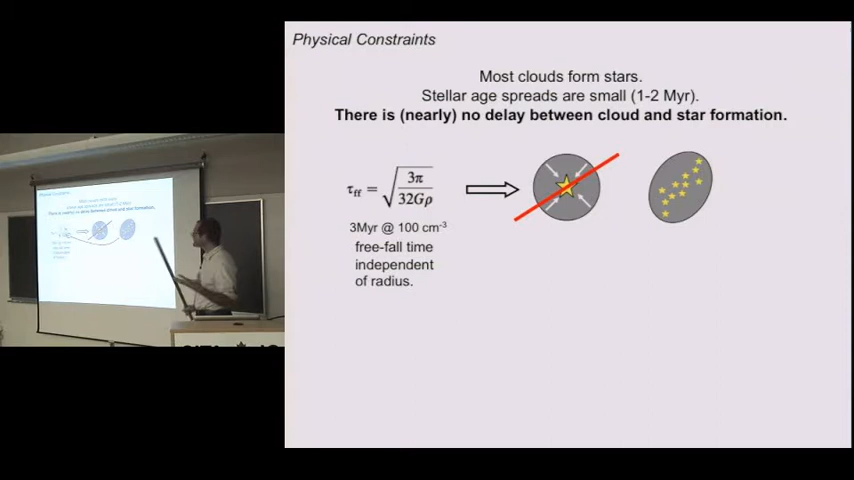 Physical Constraints
Most clouds form stars.
Stellar age spreads are small (1-2 Myr).
There is (nearly) no delay between cloud and star formation.
τff = √(3π / 32Gρ)
3Myr @ 100 cm⁻³
free-fall time
independent
of radius.